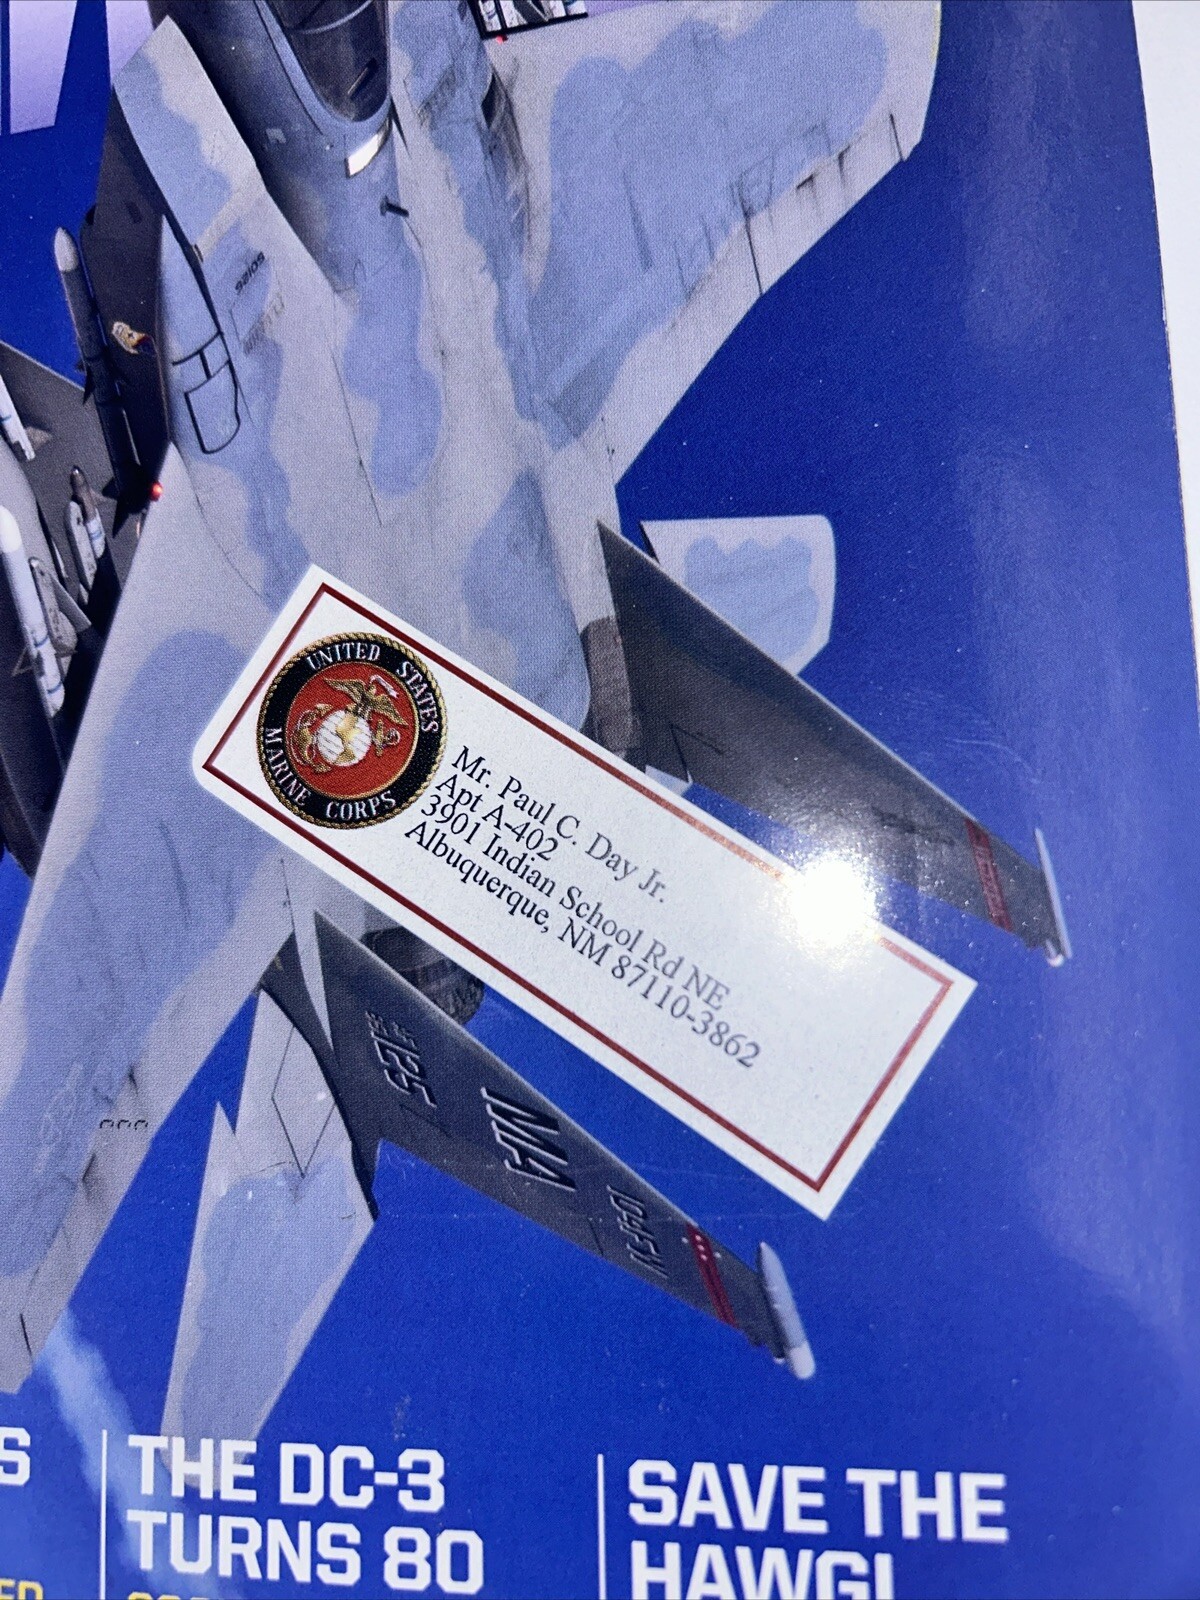 UNITED STATES
MARINE CORPS
Mr. Paul C. Day Jr.
Apt A-402
3901 Indian School Rd NE
Albuquerque, NM 87110-3862
MA
THE DC-3
TURNS 80
SAVE THE